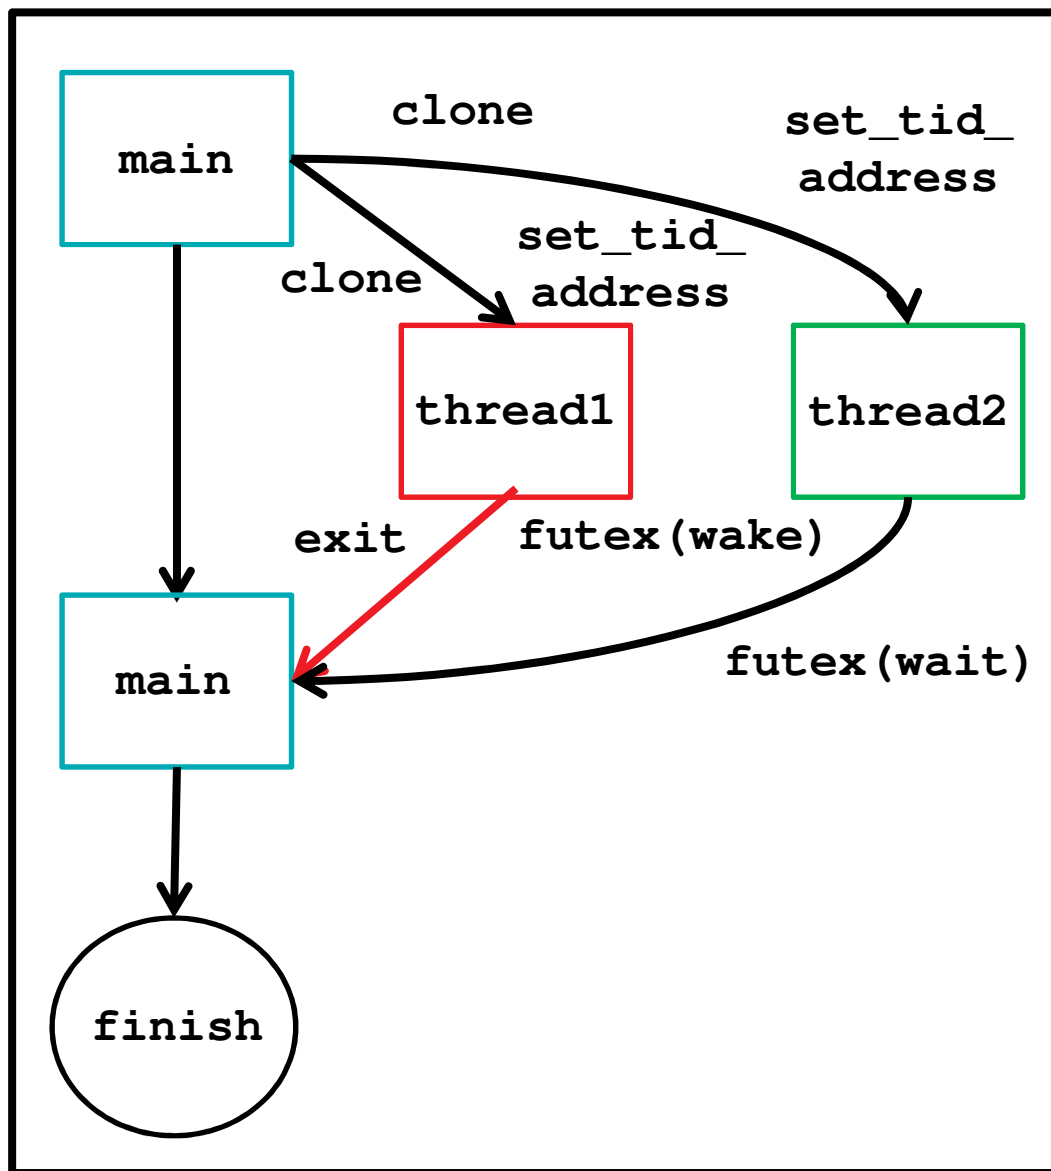 clone
set_tid_
address
main
set_tid_
address
clone
thread1
thread2
exit
futex(wake)
futex(wait)
main
finish